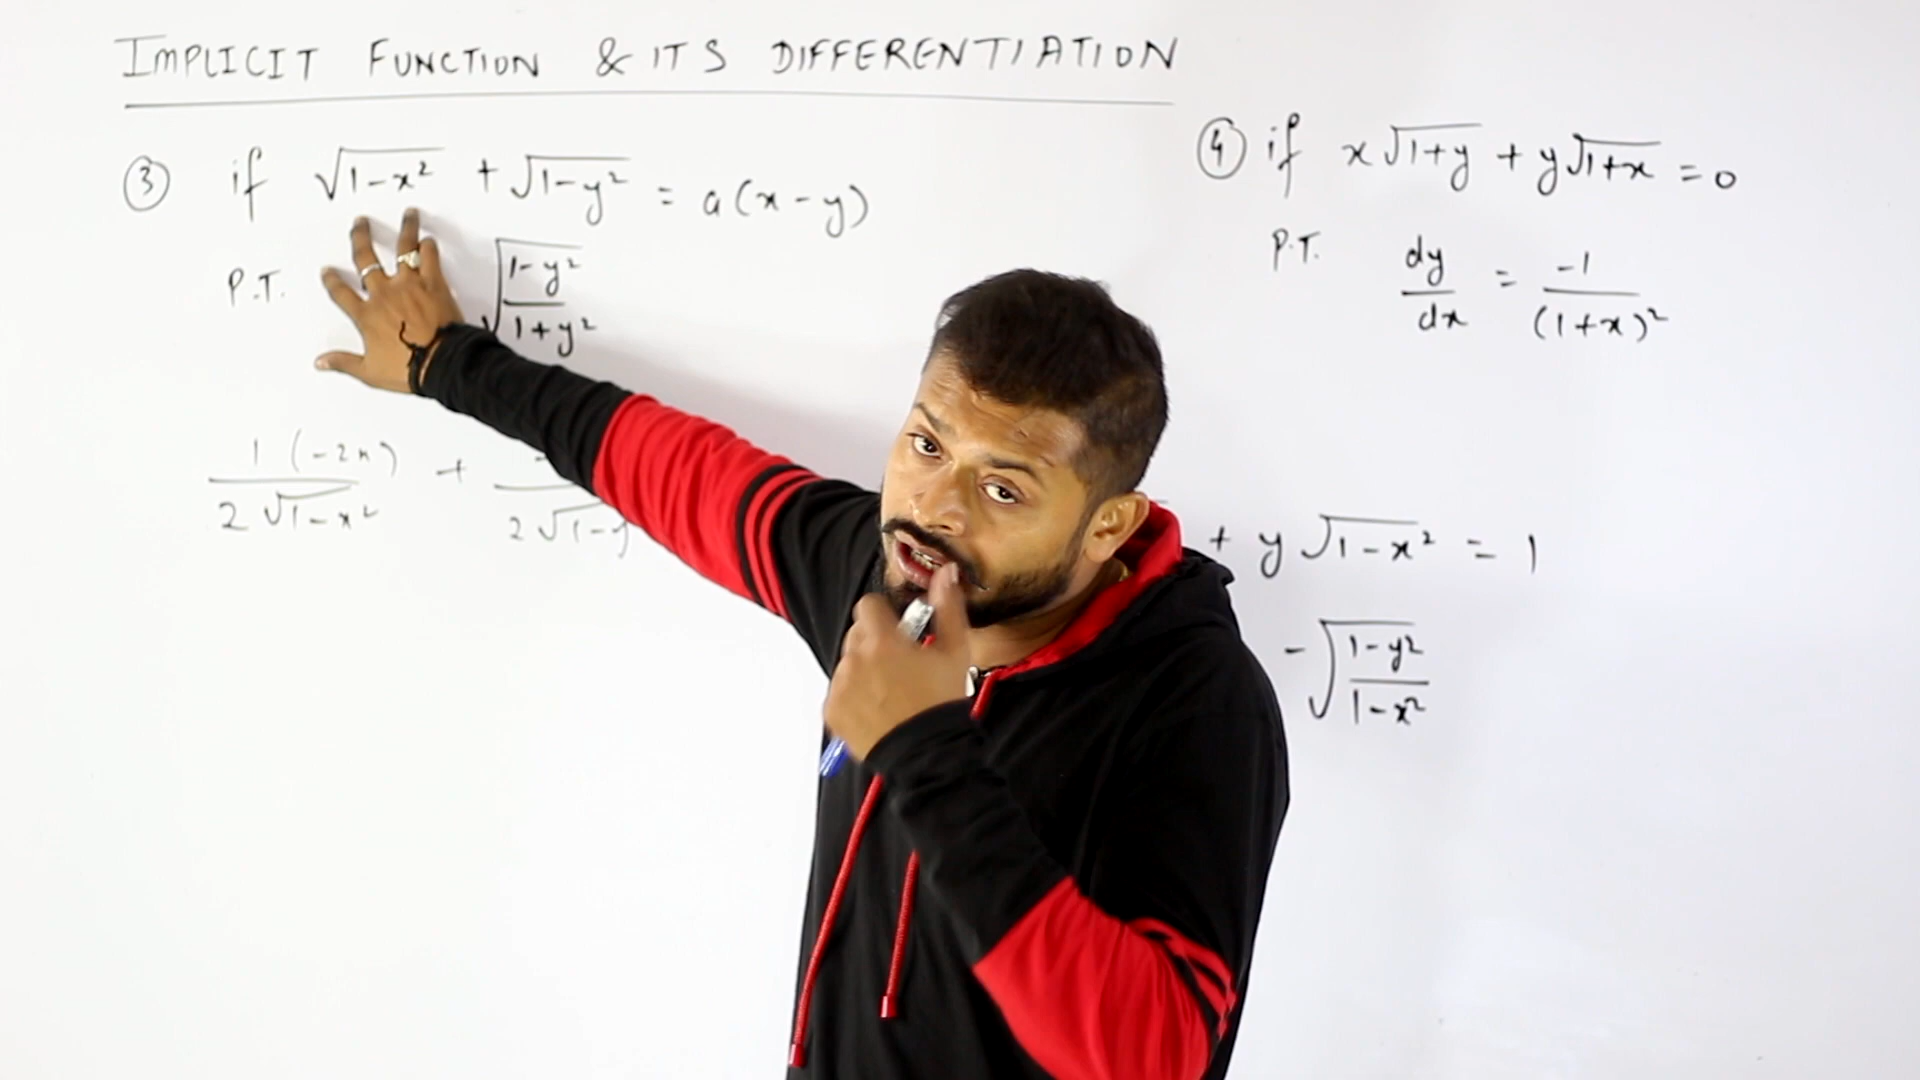 IMPLICIT FUNCTION & ITS DIFFERENTIATION
③ if √(1-x²) + √(1-y²) = a(x-y)
P.T. √((1-y²)/(1+y²))
1(-2x)/(2√(1-x²)) + 2√(1-y
④ if x√(1+y) + y√(1+x) = 0
P.T. dy/dx = -1/(1+x)²
+ y√(1-x²) = 1
-√((1-y²)/(1-x²))